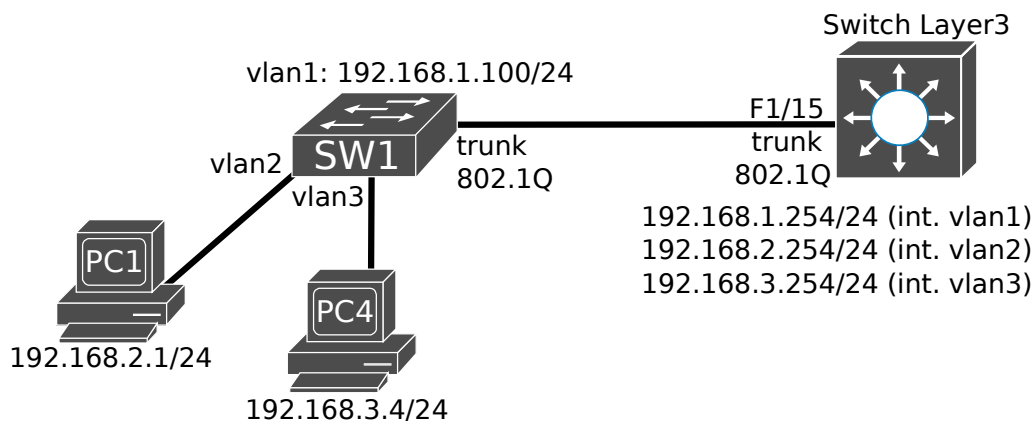 Switch Layer3
vlan1: 192.168.1.100/24
F1/15
trunk
802.1Q
SW1
trunk
802.1Q
vlan2
vlan3
192.168.1.254/24 (int. vlan1)
192.168.2.254/24 (int. vlan2)
192.168.3.254/24 (int. vlan3)
PC1
192.168.2.1/24
PC4
192.168.3.4/24